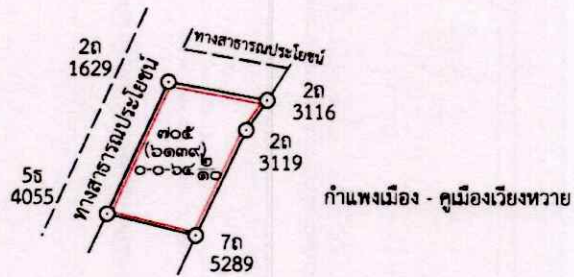 ทางสาธารณประโยชน์
2ถ
1629
ทางสาธารณประโยชน์
2ถ
3116
๗๐๕
(๖๑๓๙)
๐-๐-๖๔ ๒/๑๐
2ถ
3119
5ธ
4055
กำแพงเมือง - คูเมืองเวียงหวาย
7ถ
5289